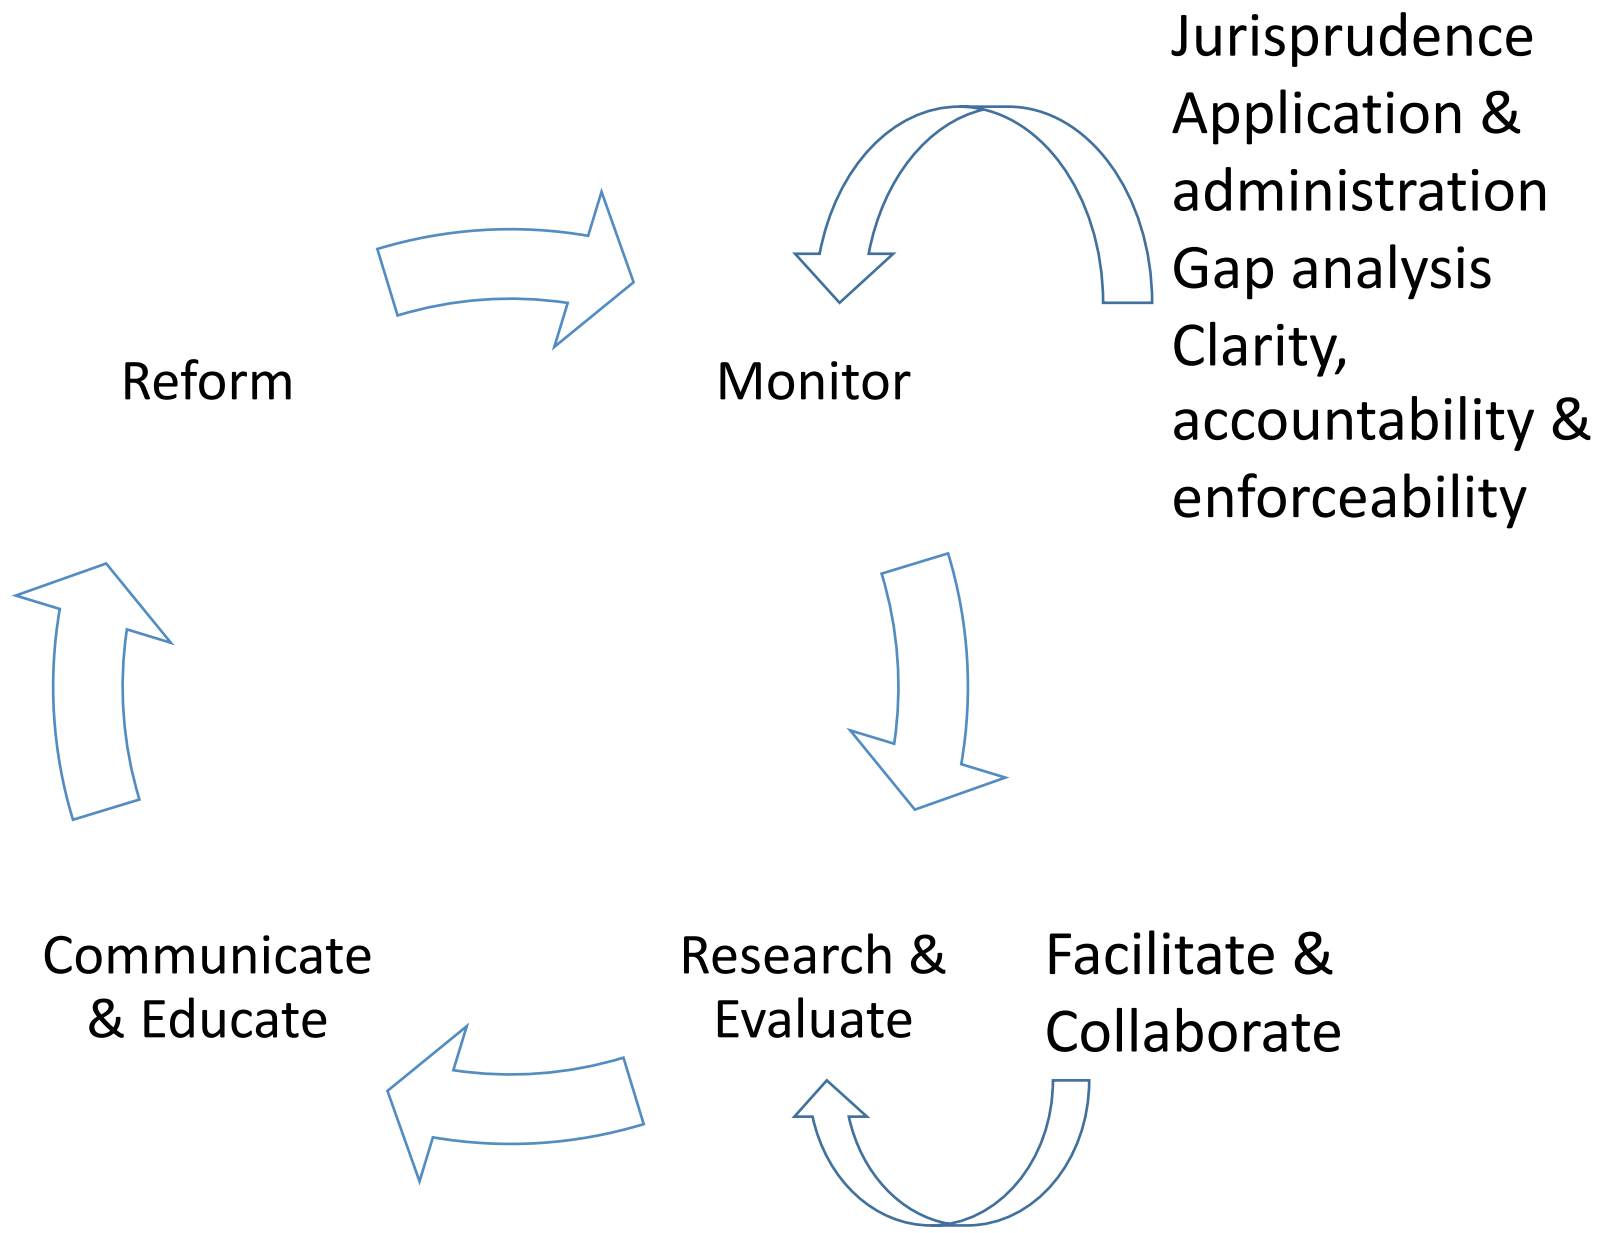 Jurisprudence
Application &
administration
Gap analysis
Clarity,
accountability &
enforceability
Reform
Monitor
Communicate
& Educate
Research &
Evaluate
Facilitate &
Collaborate